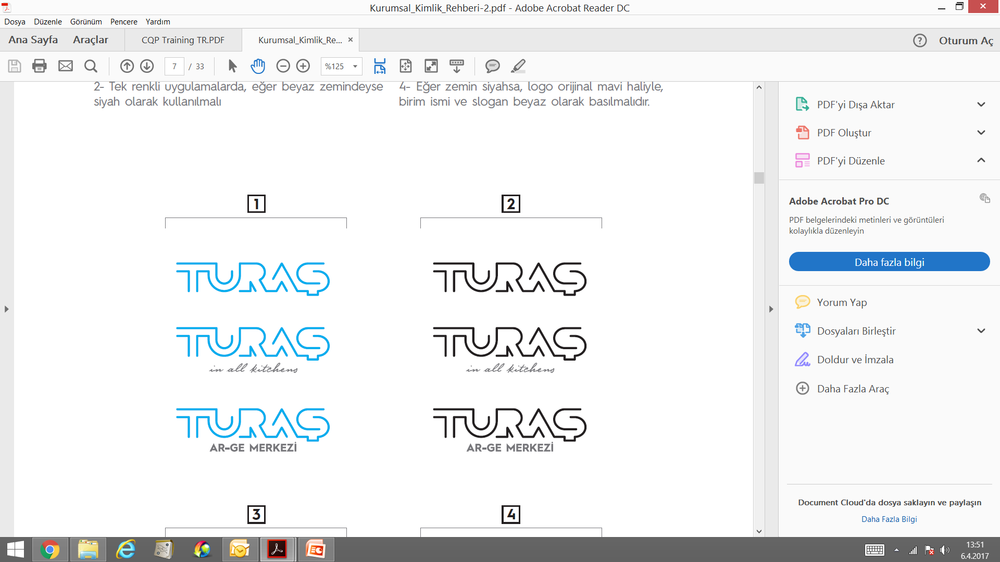 Kurumsal_Kimlik_Rehberi-2.pdf - Adobe Acrobat Reader DC
Dosya Düzenle Görünüm Pencere Yardım
Ana Sayfa Araçlar CQP Training TR.PDF Kurumsal_Kimlik_Re... × ? Oturum Aç
7 / 33 %125
2- Tek renkli uygulamalarda, eğer beyaz zemindeyse
siyah olarak kullanılmalı
4- Eğer zemin siyahsa, logo orijinal mavi haliyle,
birim ismi ve slogan beyaz olarak basılmalıdır.
1 2
TURAŞ TURAŞ
TURAŞ TURAŞ
in all kitchens in all kitchens
TURAŞ TURAŞ
AR-GE MERKEZİ AR-GE MERKEZİ
3 4
PDF'yi Dışa Aktar
PDF Oluştur
PDF'yi Düzenle
Adobe Acrobat Pro DC
PDF belgelerindeki metinleri ve görüntüleri
kolaylıkla düzenleyin
Daha fazla bilgi
Yorum Yap
Dosyaları Birleştir
Doldur ve İmzala
Daha Fazla Araç
Document Cloud'da dosya saklayın ve paylaşın
Daha Fazla Bilgi
13:51
6.4.2017